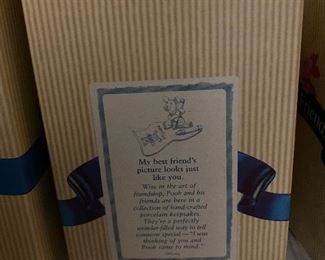 My best friend's
picture looks just
like you.
Wise in the art of
friendship, Pooh and his
friends are here in a
collection of hand-crafted
porcelain keepsakes.
They're a perfectly
wonder-filled way to tell
someone special—"I was
thinking of you and
Pooh came to mind."